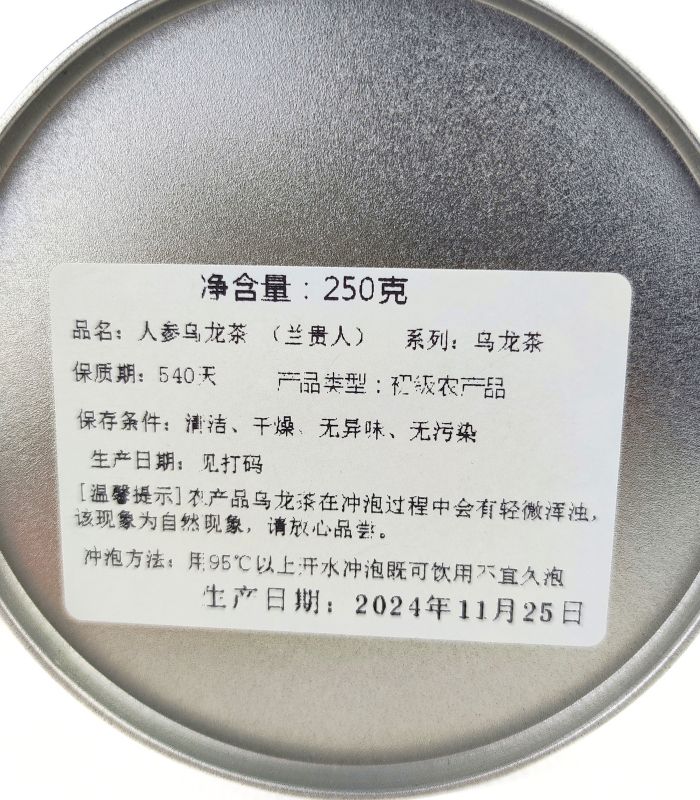 净含量：250克
品名：人参乌龙茶 （兰贵人） 系列：乌龙茶
保质期：540天 产品类型：初级农产品
保存条件：清洁、干燥、无异味、无污染
生产日期：见打码
[温馨提示]农产品乌龙茶在冲泡过程中会有轻微浑浊，
该现象为自然现象，请放心品尝。
冲泡方法：用95℃以上开水冲泡既可饮用不宜久泡
生产日期：2024年11月25日